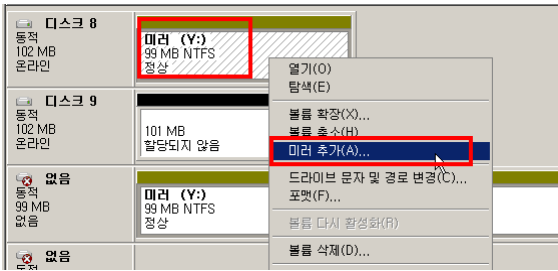 디스크 8
동적
102 MB
온라인
미러 (Y:)
99 MB NTFS
정상
디스크 9
동적
102 MB
온라인
101 MB
할당되지 않음
없음
동적
99 MB
없음
미러 (Y:)
99 MB NTFS
정상
없음
동적
열기(O)
탐색(E)
볼륨 확장(X)...
볼륨 축소(H)...
미러 추가(A)...
드라이브 문자 및 경로 변경(C)...
포맷(F)...
볼륨 다시 활성화(R)
볼륨 삭제(D)...